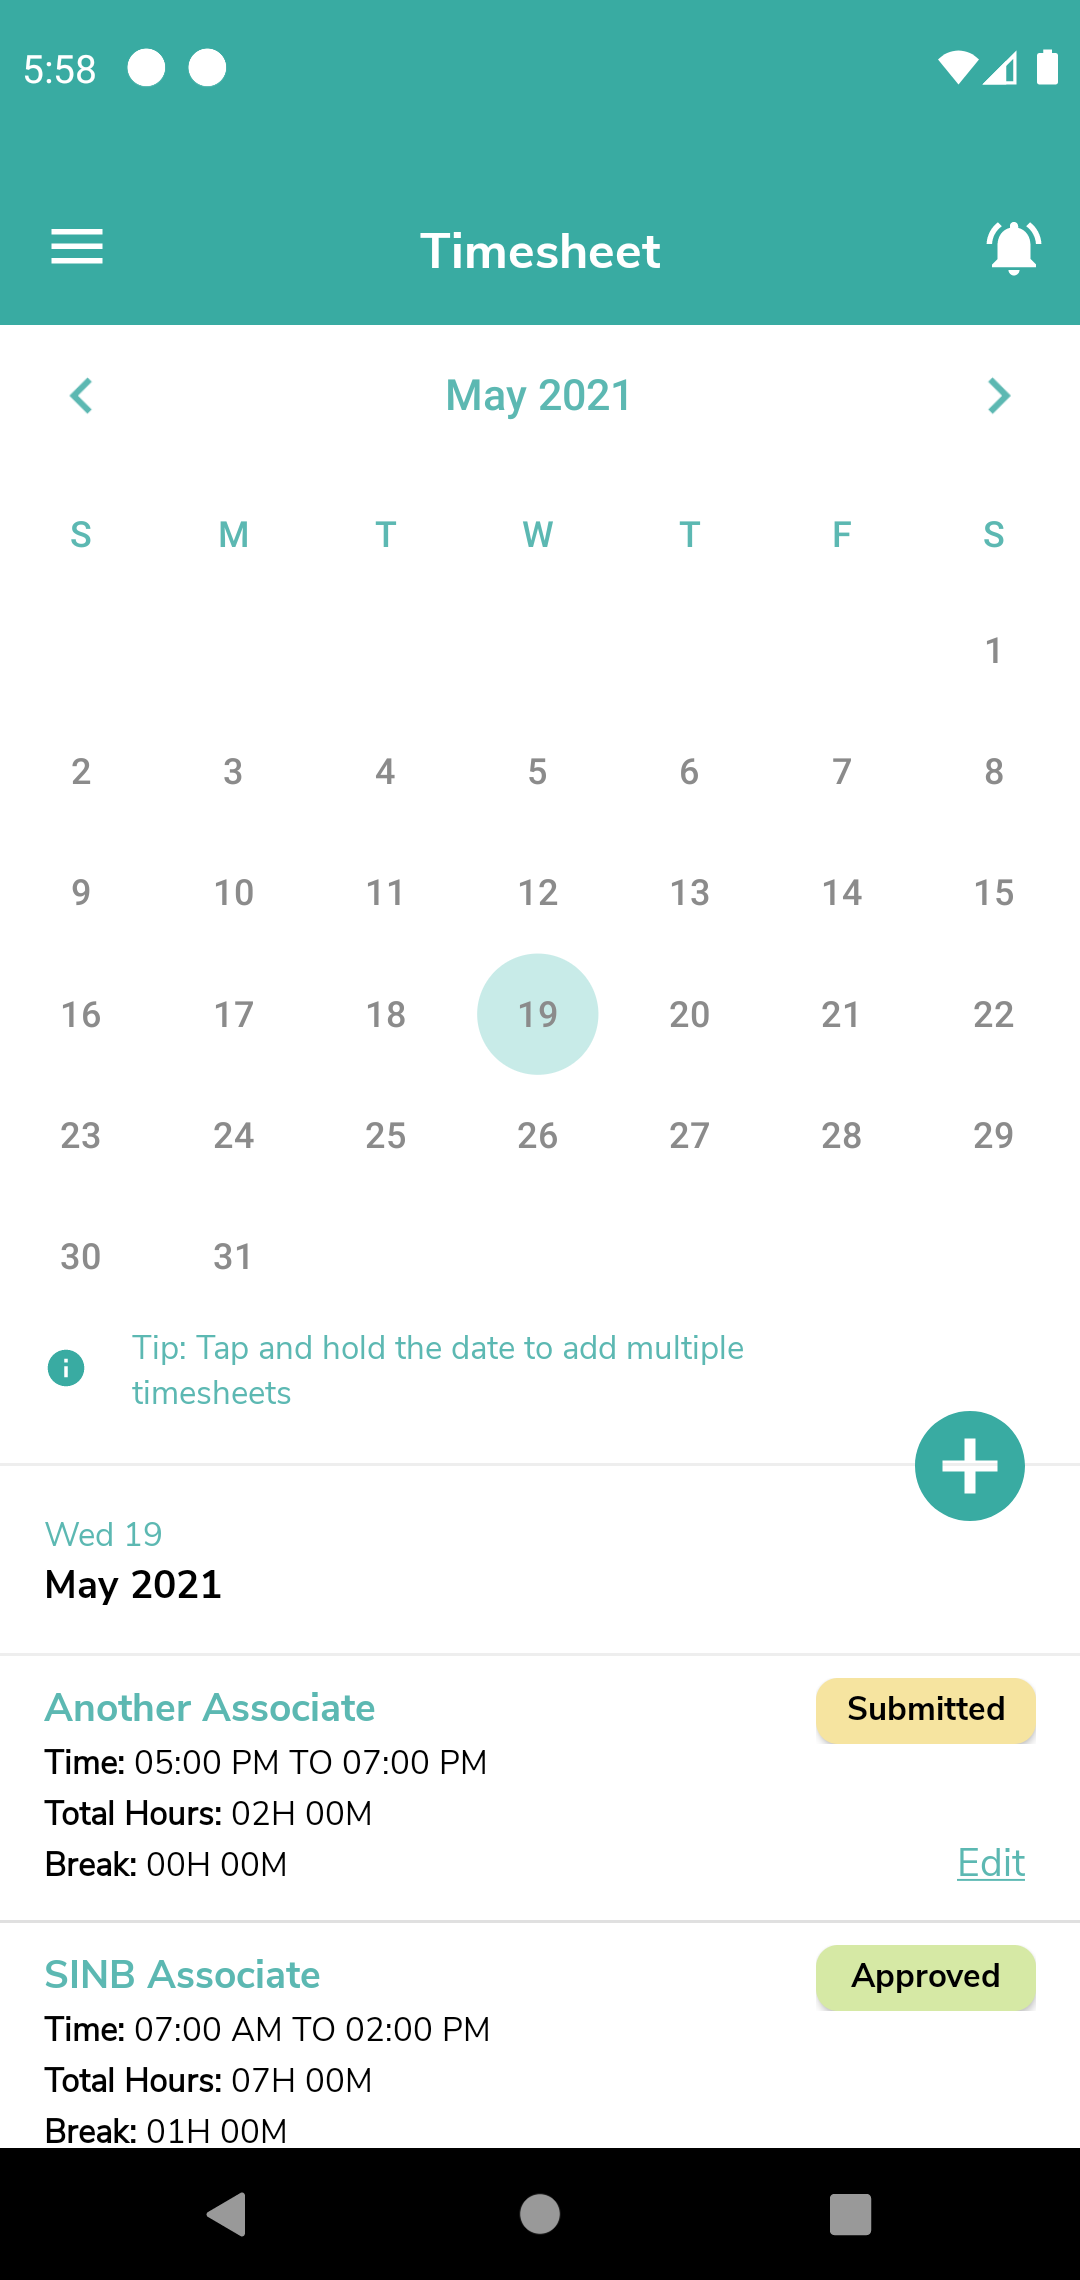 5:58
Timesheet
May 2021
S M T W T F S
1
2 3 4 5 6 7 8
9 10 11 12 13 14 15
16 17 18 19 20 21 22
23 24 25 26 27 28 29
30 31
Tip: Tap and hold the date to add multiple
timesheets
Wed 19
May 2021
Another Associate
Submitted
Time: 05:00 PM TO 07:00 PM
Total Hours: 02H 00M
Break: 00H 00M
Edit
SINB Associate
Approved
Time: 07:00 AM TO 02:00 PM
Total Hours: 07H 00M
Break: 01H 00M